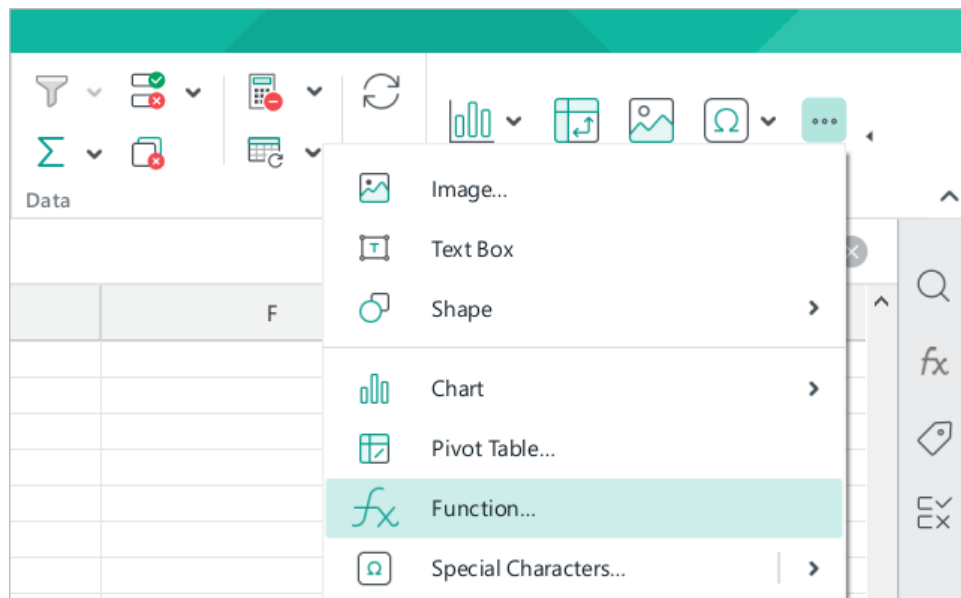 Data
Image...
Text Box
Shape
F
Chart
Pivot Table...
Function...
Special Characters...